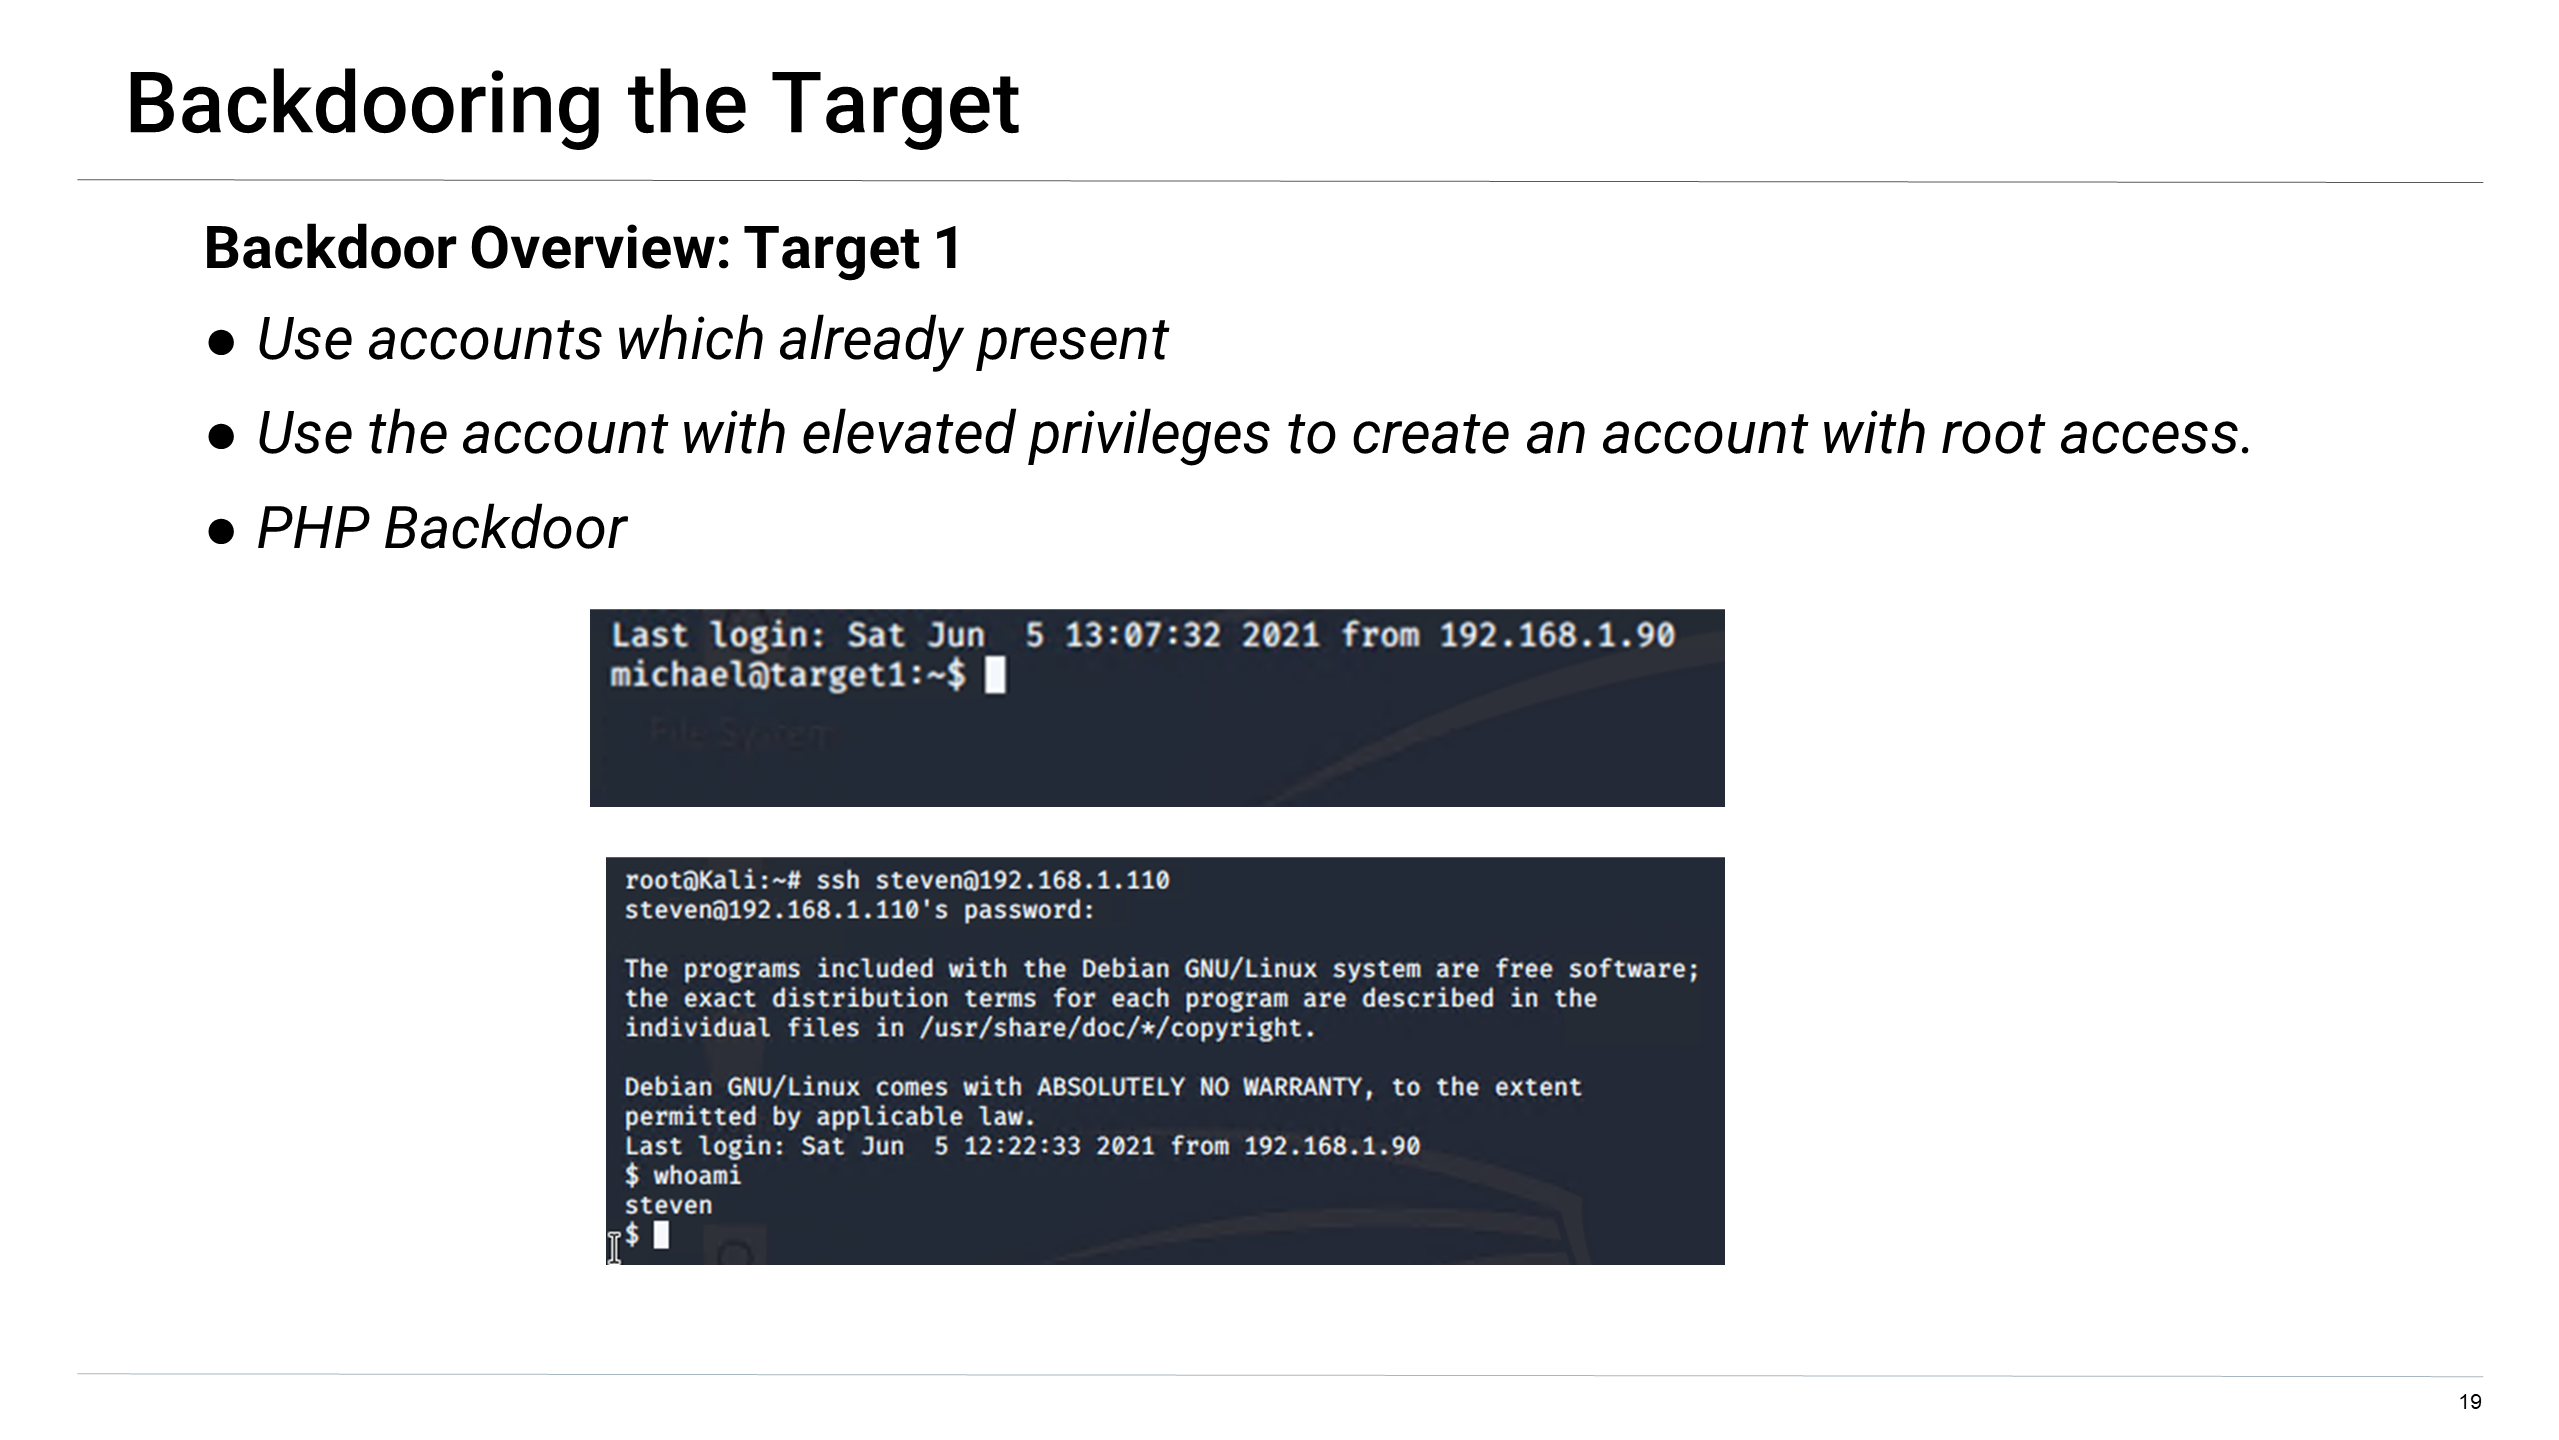 Backdooring the Target
Backdoor Overview: Target 1
● Use accounts which already present
● Use the account with elevated privileges to create an account with root access.
● PHP Backdoor
Last login: Sat Jun  5 13:07:32 2021 from 192.168.1.90
michael@target1:~$
File System
root@Kali:~# ssh steven@192.168.1.110
steven@192.168.1.110's password:
The programs included with the Debian GNU/Linux system are free software;
the exact distribution terms for each program are described in the
individual files in /usr/share/doc/*/copyright.
Debian GNU/Linux comes with ABSOLUTELY NO WARRANTY, to the extent
permitted by applicable law.
Last login: Sat Jun  5 12:22:33 2021 from 192.168.1.90
$ whoami
steven
$
19